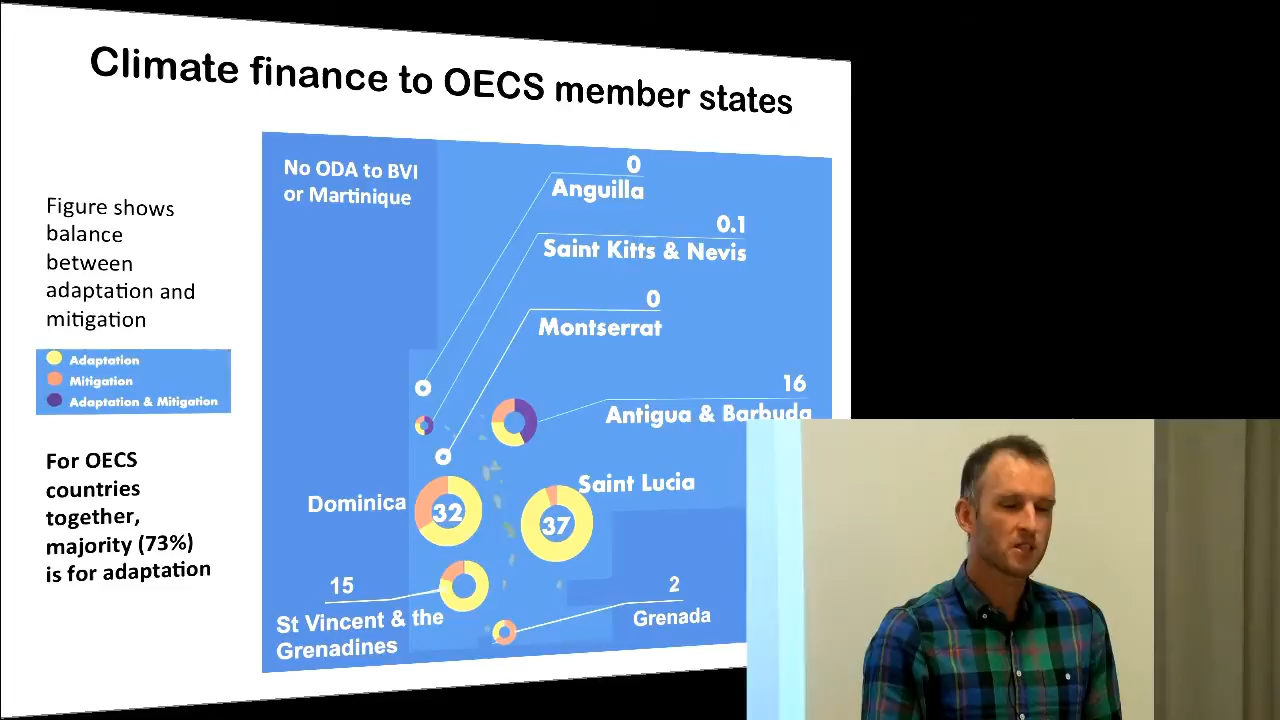 Climate finance to OECS member states
Figure shows
balance
between
adaptation and
mitigation
Adaptation
Mitigation
Adaptation & Mitigation
For OECS
countries
together,
majority (73%)
is for adaptation
No ODA to BVI
or Martinique
0
Anguilla
0.1
Saint Kitts & Nevis
0
Montserrat
16
Antigua & Barbuda
Dominica
32
Saint Lucia
37
15
St Vincent & the
Grenadines
2
Grenada